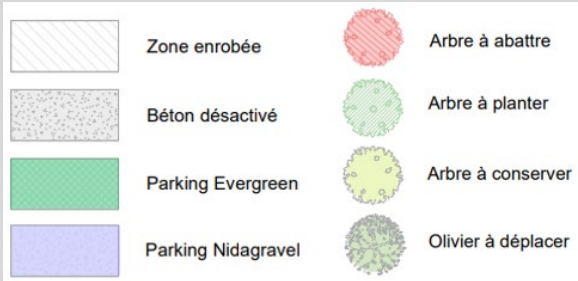 Zone enrobée
Béton désactivé
Parking Evergreen
Parking Nidagravel
Arbre à abattre
Arbre à planter
Arbre à conserver
Olivier à déplacer